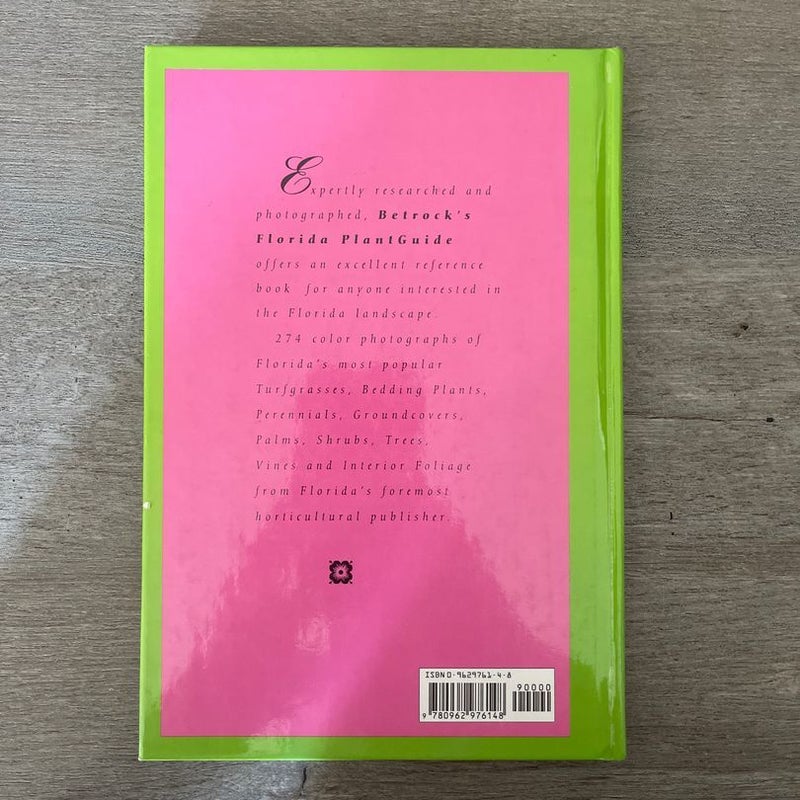 Expertly researched and
photographed, Betrock's
Florida PlantGuide
offers an excellent reference
book for anyone interested in
the Florida landscape.
274 color photographs of
Florida's most popular
Turfgrasses, Bedding Plants,
Perennials, Groundcovers,
Palms, Shrubs, Trees,
Vines and Interior Foliage
from Florida's foremost
horticultural publisher.
ISBN 0-9629761-4-8
90000
9 780962 976148